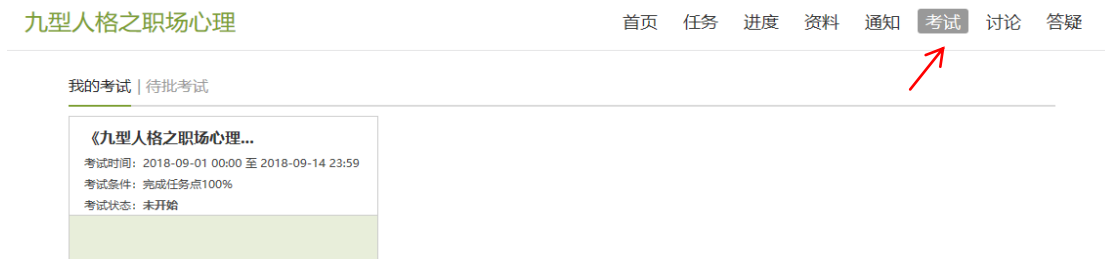 九型人格之职场心理 首页 任务 进度 资料 通知 考试 讨论 答疑
我的考试 | 待批考试
《九型人格之职场心理...
考试时间：2018-09-01 00:00 至 2018-09-14 23:59
考试条件：完成任务点100%
考试状态：未开始